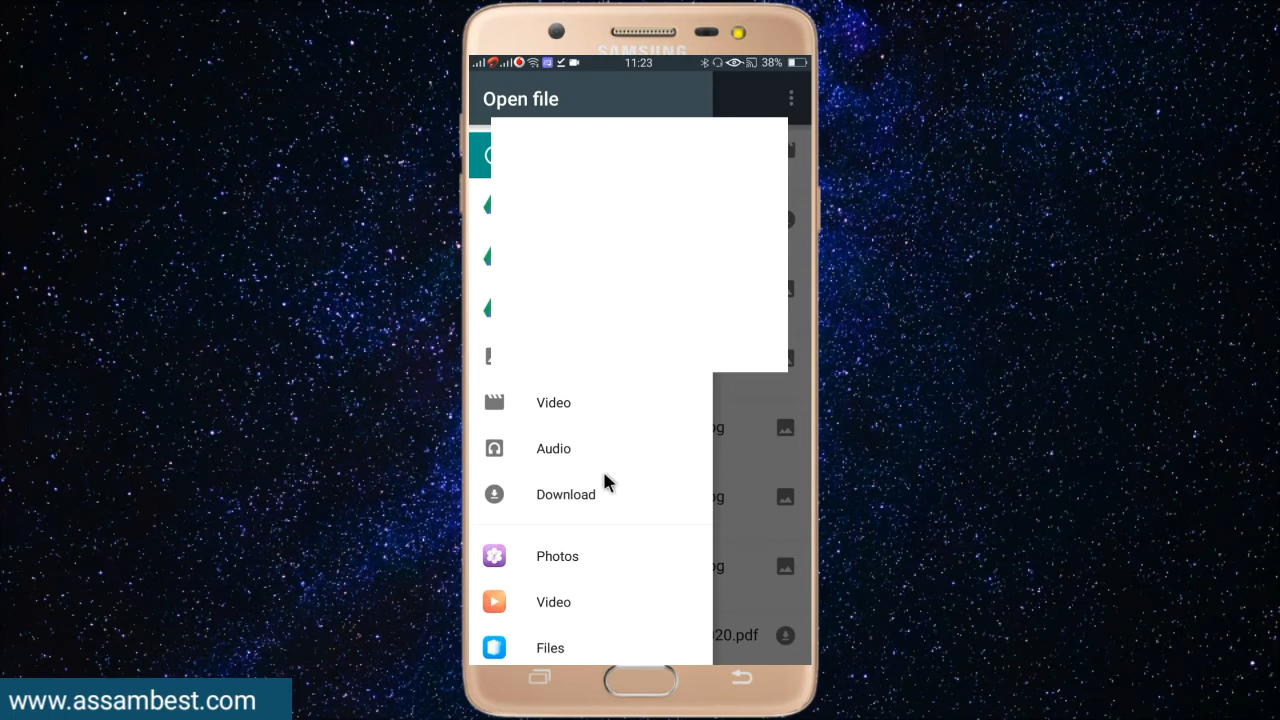 SAMSUNG
11:23
38%
Open file
Video
Audio
Download
Photos
Video
Files
20.pdf
www.assambest.com